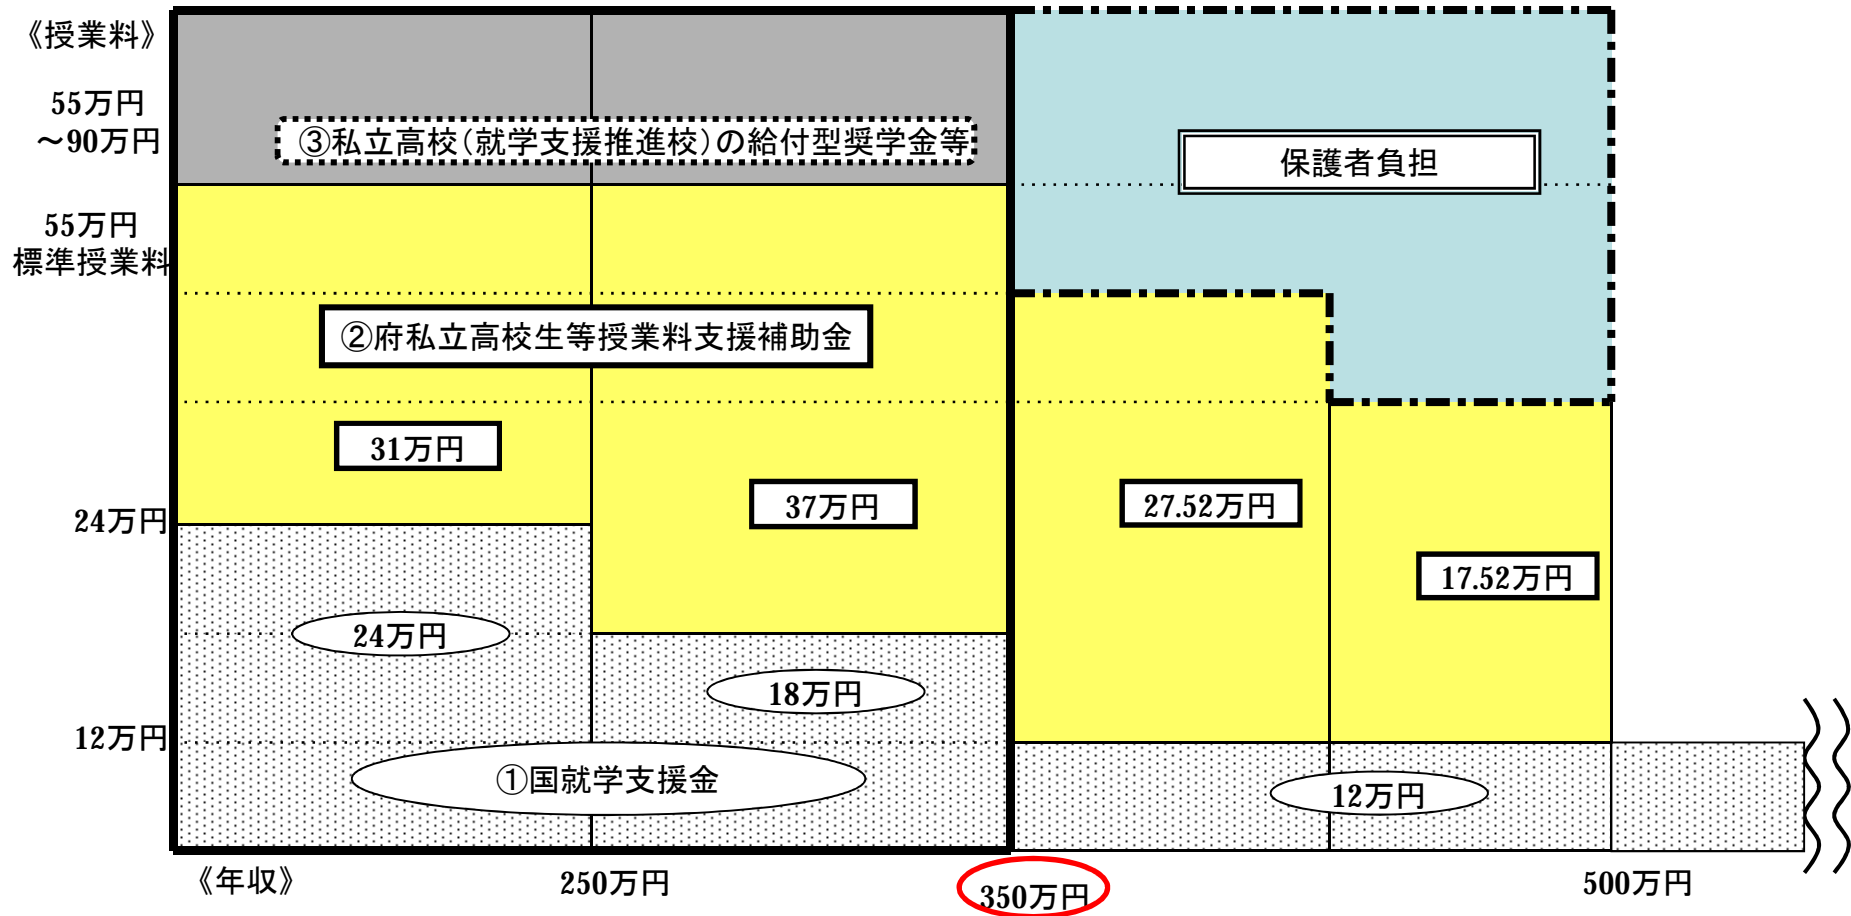 《授業料》
55万円
～90万円
③私立高校(就学支援推進校)の給付型奨学金等
保護者負担
55万円
標準授業料
②府私立高校生等授業料支援補助金
31万円
37万円
27.52万円
24万円
17.52万円
24万円
18万円
12万円
①国就学支援金
12万円
《年収》
250万円
350万円
500万円